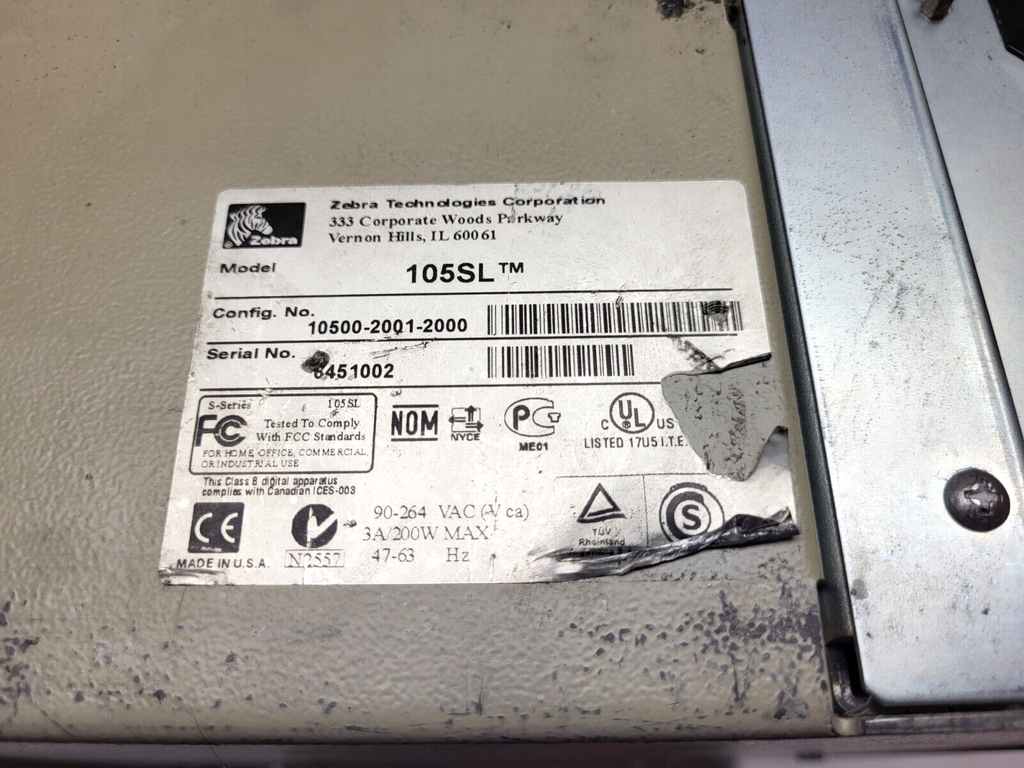 Zebra Technologies Corporation
333 Corporate Woods Parkway
Vernon Hills, IL 60061
Zebra
Model 105SL™
Config. No.
10500-2001-2000
Serial No.
451002
S-Series 105SL
FC
Tested To Comply
With FCC Standards
FOR HOME, OFFICE, COMMERCIAL,
OR INDUSTRIAL USE
This Class B digital apparatus
complies with Canadian ICES-003
NOM
NYCE
ME01
C UL ® US
LISTED 17U5 I.T.E.
CE
N2557
MADE IN U.S.A.
90-264 VAC (~V ca)
3A/200W MAX
47-63 Hz
TÜV
Rheinland
S